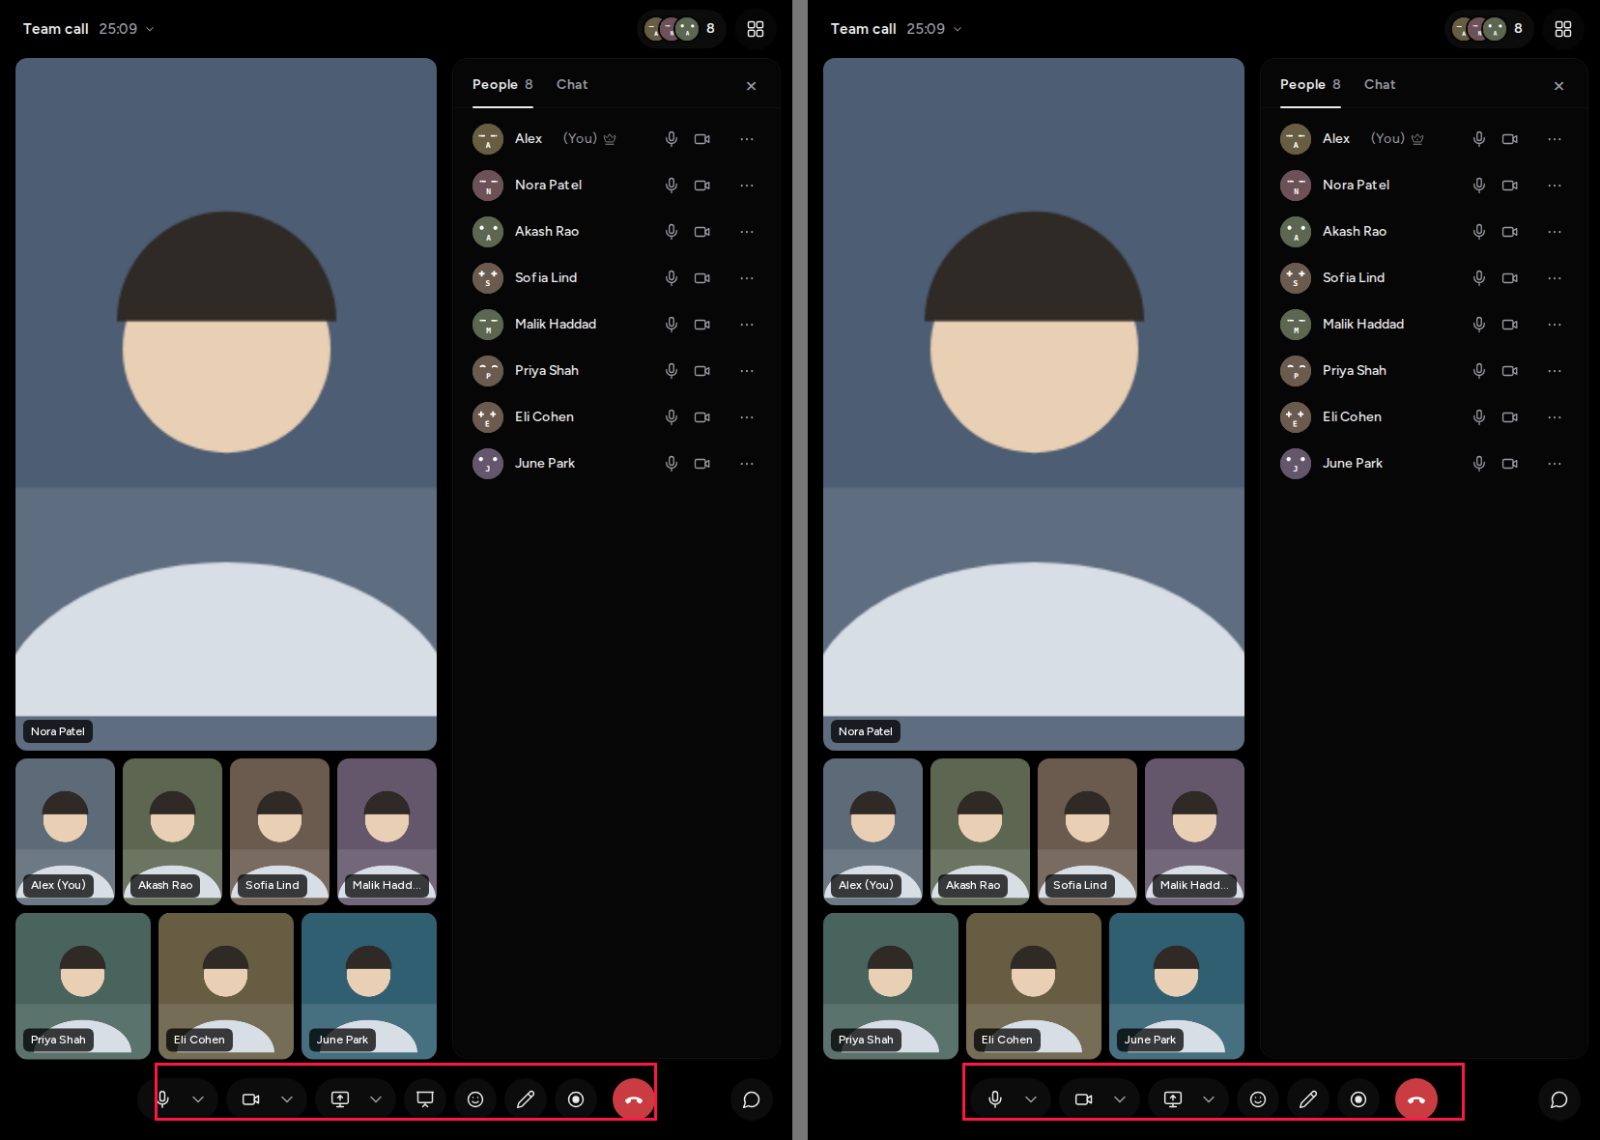 Team call 25:09
8
People 8 Chat
Alex (You)
Nora Patel
Akash Rao
Sofia Lind
Malik Haddad
Priya Shah
Eli Cohen
June Park
A
N
A
S
M
P
E
J
Nora Patel
Alex (You)
Akash Rao
Sofia Lind
Malik Hadd...
Priya Shah
Eli Cohen
June Park
Team call 25:09
8
People 8 Chat
Alex (You)
Nora Patel
Akash Rao
Sofia Lind
Malik Haddad
Priya Shah
Eli Cohen
June Park
A
N
A
S
M
P
E
J
Nora Patel
Alex (You)
Akash Rao
Sofia Lind
Malik Hadd...
Priya Shah
Eli Cohen
June Park